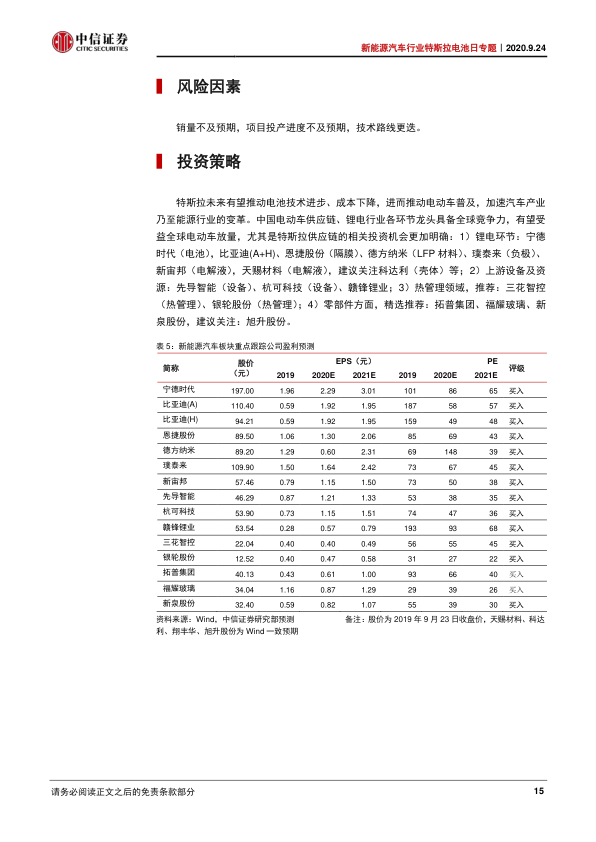 中信证券
CITIC SECURITIES
新能源汽车行业特斯拉电池日专题｜2020.9.24
风险因素
销量不及预期，项目投产进度不及预期，技术路线更迭。
投资策略
特斯拉未来有望推动电池技术进步、成本下降，进而推动电动车普及，加速汽车产业
乃至能源行业的变革。中国电动车供应链、锂电行业各环节龙头具备全球竞争力，有望受
益全球电动车放量，尤其是特斯拉供应链的相关投资机会更加明确：1）锂电环节：宁德
时代（电池），比亚迪(A+H)、恩捷股份（隔膜）、德方纳米（LFP 材料）、璞泰来（负极）、
新宙邦（电解液），天赐材料（电解液），建议关注科达利（壳体）等；2）上游设备及资
源：先导智能（设备）、杭可科技（设备）、赣锋锂业；3）热管理领域，推荐：三花智控
（热管理）、银轮股份（热管理）；4）零部件方面，精选推荐：拓普集团、福耀玻璃、新
泉股份，建议关注：旭升股份。
表 5：新能源汽车板块重点跟踪公司盈利预测
简称 股价（元） EPS（元） PE 评级
2019 2020E 2021E 2019 2020E 2021E
宁德时代 197.00 1.96 2.29 3.01 101 86 65 买入
比亚迪(A) 110.40 0.59 1.92 1.95 187 58 57 买入
比亚迪(H) 94.21 0.59 1.92 1.95 159 49 48 买入
恩捷股份 89.50 1.06 1.30 2.06 85 69 43 买入
德方纳米 89.20 1.29 0.60 2.31 69 148 39 买入
璞泰来 109.90 1.50 1.64 2.42 73 67 45 买入
新宙邦 57.46 0.79 1.15 1.50 73 50 38 买入
先导智能 46.29 0.87 1.21 1.33 53 38 35 买入
杭可科技 53.90 0.73 1.15 1.51 74 47 36 买入
赣锋锂业 53.54 0.28 0.57 0.79 193 93 68 买入
三花智控 22.04 0.40 0.40 0.49 56 55 45 买入
银轮股份 12.52 0.40 0.47 0.58 31 27 22 买入
拓普集团 40.13 0.43 0.61 1.00 93 66 40 买入
福耀玻璃 34.04 1.16 0.87 1.29 29 39 26 买入
新泉股份 32.40 0.59 0.82 1.07 55 39 30 买入
资料来源：Wind，中信证券研究部预测 备注：股价为 2019 年 9 月 23 日收盘价，天赐材料、科达
利、翔丰华、旭升股份为 Wind 一致预期
请务必阅读正文之后的免责条款部分 15